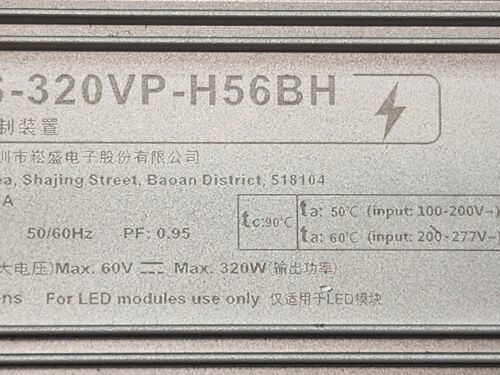 S-320VP-H56BH
制装置
圳市崧盛电子股份有限公司
ea, Shajing Street, Baoan District, 518104
A
50/60Hz PF: 0.95
tc:90℃
ta: 50℃ (input: 100-200V~)
ta: 60℃ (input: 200-277V~)
大电压)Max. 60V ⎓ Max. 320W(输出功率)
ens For LED modules use only 仅适用于LED模块